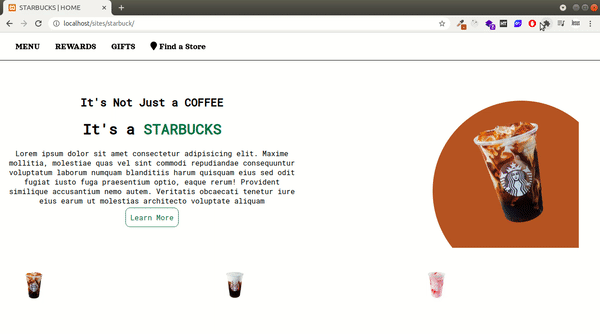 STARBUCKS | HOME
localhost/sites/starbuck/
MENU REWARDS GIFTS Find a Store
It's Not Just a COFFEE
It's a STARBUCKS
Lorem ipsum dolor sit amet consectetur adipisicing elit. Maxime
mollitia, molestiae quas vel sint commodi repudiandae consequuntur
voluptatum laborum numquam blanditiis harum quisquam eius sed odit
fugiat iusto fuga praesentium optio, eaque rerum! Provident
similique accusantium nemo autem. Veritatis obcaecati tenetur iure
eius earum ut molestias architecto voluptate aliquam
Learn More